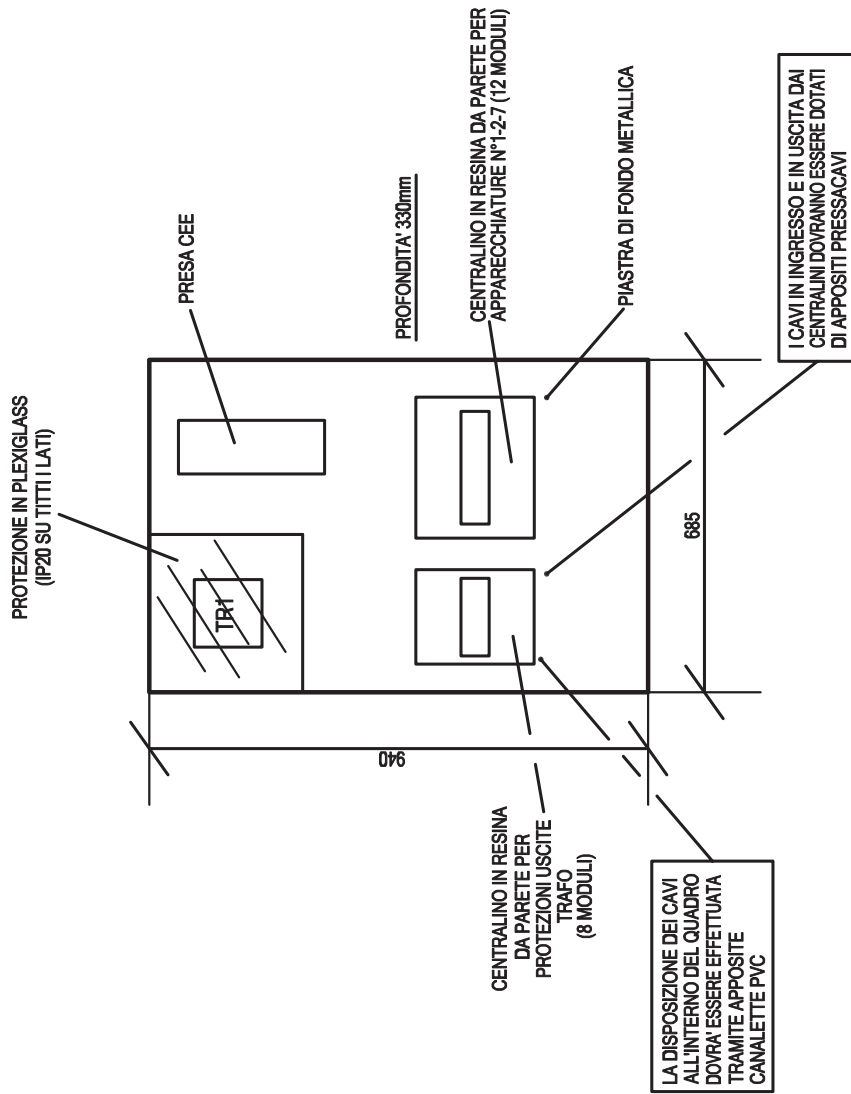 PROTEZIONE IN PLEXIGLASS
(IP20 SU TITTI I LATI)
PRESA CEE
TR1
940
PROFONDITA' 330mm
CENTRALINO IN RESINA DA PARETE PER
APPARECCHIATURE N°1-2-7 (12 MODULI)
CENTRALINO IN RESINA
DA PARETE PER
PROTEZIONI USCITE
TRAFO
(8 MODULI)
PIASTRA DI FONDO METALLICA
LA DISPOSIZIONE DEI CAVI
ALL'INTERNO DEL QUADRO
DOVRA' ESSERE EFFETTUATA
TRAMITE APPOSITE
CANALETTE PVC
685
I CAVI IN INGRESSO E IN USCITA DAI
CENTRALINI DOVRANNO ESSERE DOTATI
DI APPOSITI PRESSACAVI